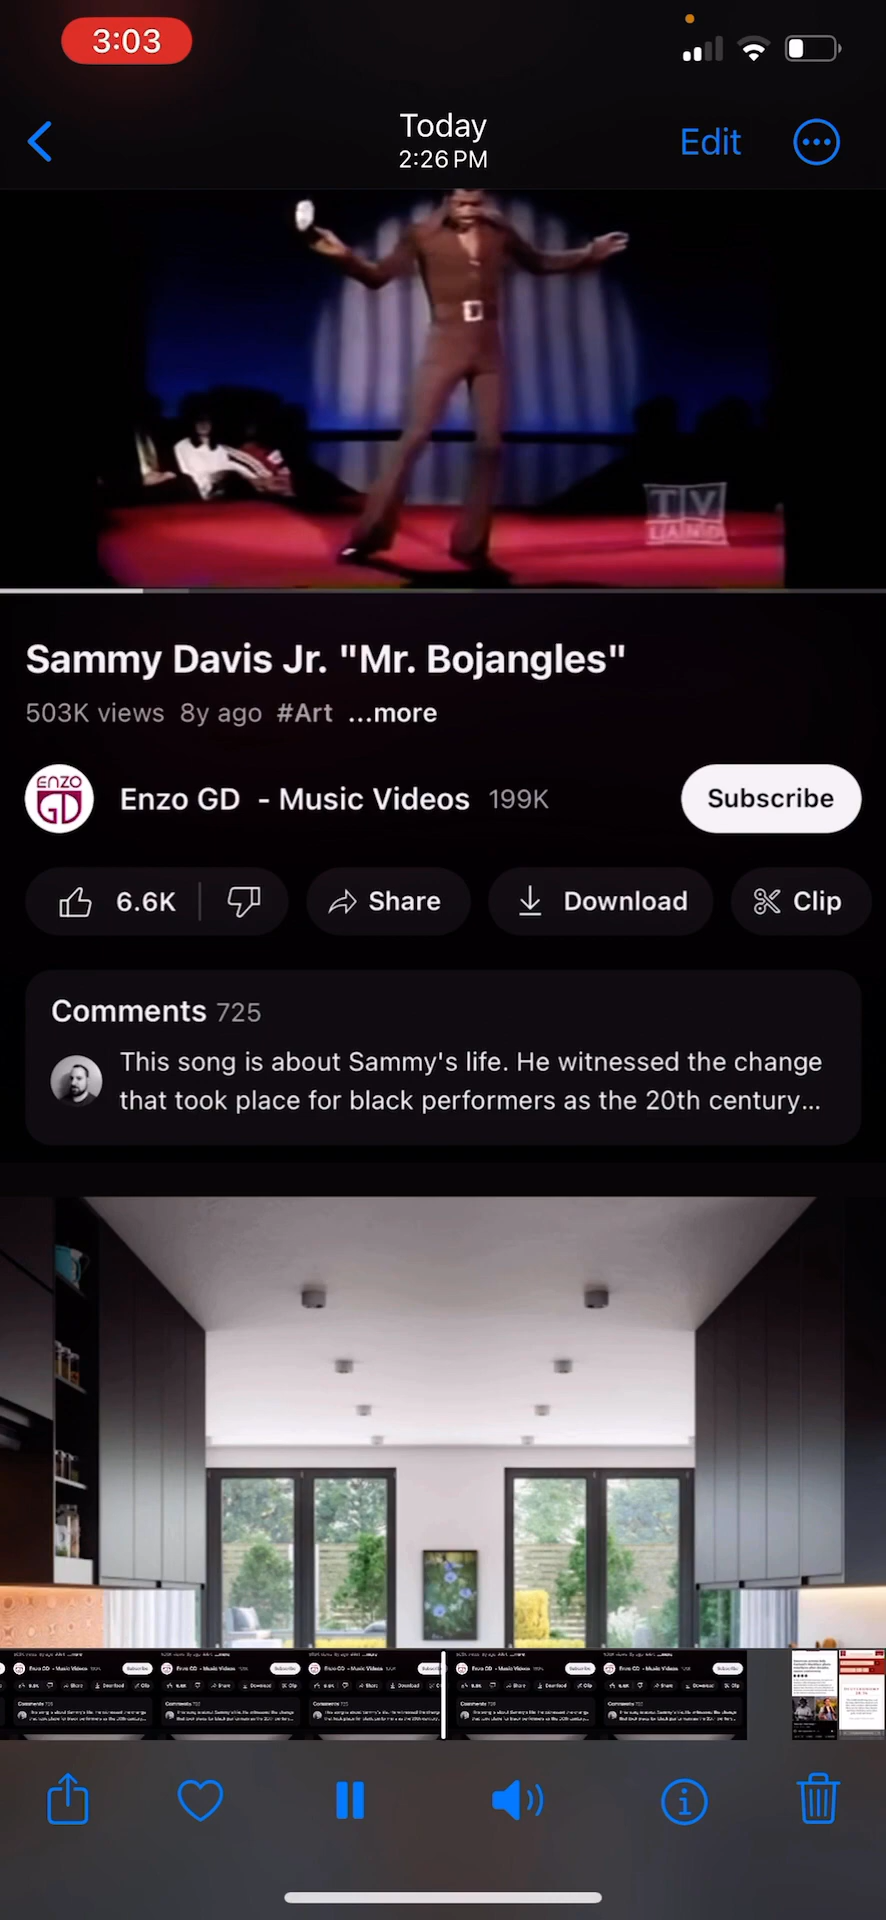 3:03
Today
2:26 PM
Edit
TV
LAND
Sammy Davis Jr. "Mr. Bojangles"
503K views 8y ago #Art ...more
ENZO
GD
Enzo GD - Music Videos 199K
Subscribe
6.6K
Share
Download
Clip
Comments 725
This song is about Sammy's life. He witnessed the change
that took place for black performers as the 20th century...